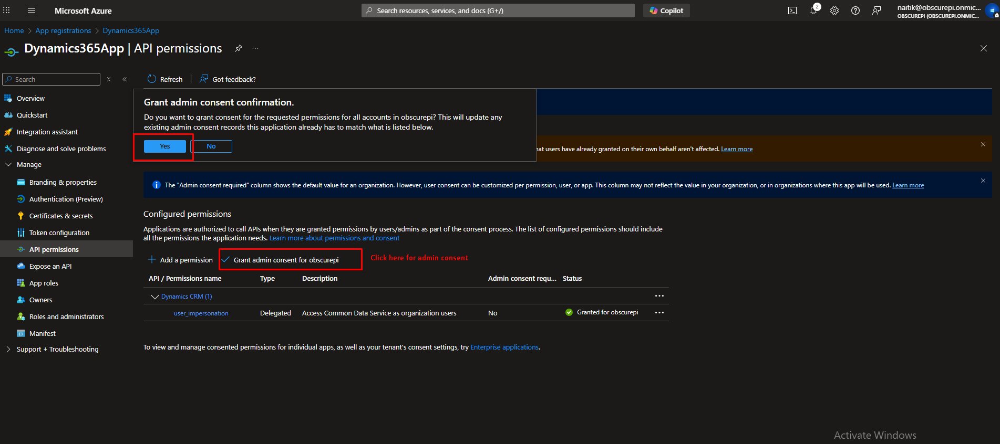 Microsoft Azure
Search resources, services, and docs (G+/)
Copilot
2
naitik@obscurepi.onmic...
OBSCUREPI (OBSCUREPI.ONMIC...
Home > App registrations > Dynamics365App
Dynamics365App | API permissions
Search
Refresh
Got feedback?
Overview
Quickstart
Integration assistant
Diagnose and solve problems
Manage
Branding & properties
Authentication (Preview)
Certificates & secrets
Token configuration
API permissions
Expose an API
App roles
Owners
Roles and administrators
Manifest
Support + Troubleshooting
Grant admin consent confirmation.
Do you want to grant consent for the requested permissions for all accounts in obscurepi? This will update any
existing admin consent records this application already has to match what is listed below.
Yes
No
at users have already granted on their own behalf aren't affected. Learn more
The "Admin consent required" column shows the default value for an organization. However, user consent can be customized per permission, user, or app. This column may not reflect the value in your organization, or in organizations where this app will be used. Learn more
Configured permissions
Applications are authorized to call APIs when they are granted permissions by users/admins as part of the consent process. The list of configured permissions should include
all the permissions the application needs. Learn more about permissions and consent
Add a permission
Grant admin consent for obscurepi
Click here for admin consent
API / Permissions name Type Description Admin consent requ... Status
Dynamics CRM (1)
user_impersonation Delegated Access Common Data Service as organization users No Granted for obscurepi
To view and manage consented permissions for individual apps, as well as your tenant's consent settings, try Enterprise applications.
Activate Windows